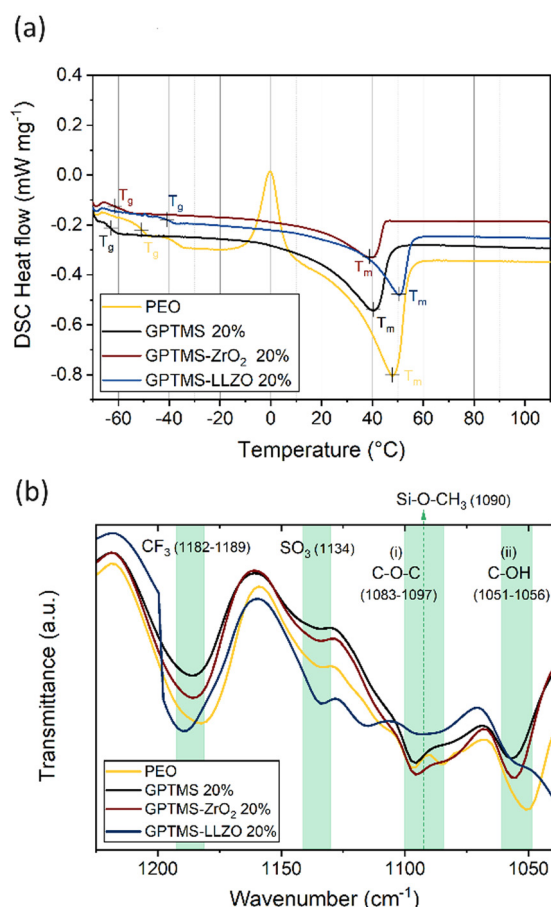 (a)
DSC Heat flow (mW mg⁻¹)
0.4
0.2
0.0
-0.2
-0.4
-0.6
-0.8
Tg
Tg
Tg
Tg
Tm
Tm
Tm
Tm
PEO
GPTMS 20%
GPTMS-ZrO₂ 20%
GPTMS-LLZO 20%
-60 -40 -20 0 20 40 60 80 100
Temperature (°C)
(b)
Si-O-CH₃ (1090)
CF₃ (1182-1189)
SO₃ (1134)
(i)
C-O-C
(1083-1097)
(ii)
C-OH
(1051-1056)
Transmittance (a.u.)
PEO
GPTMS 20%
GPTMS-ZrO₂ 20%
GPTMS-LLZO 20%
1200 1150 1100 1050
Wavenumber (cm⁻¹)